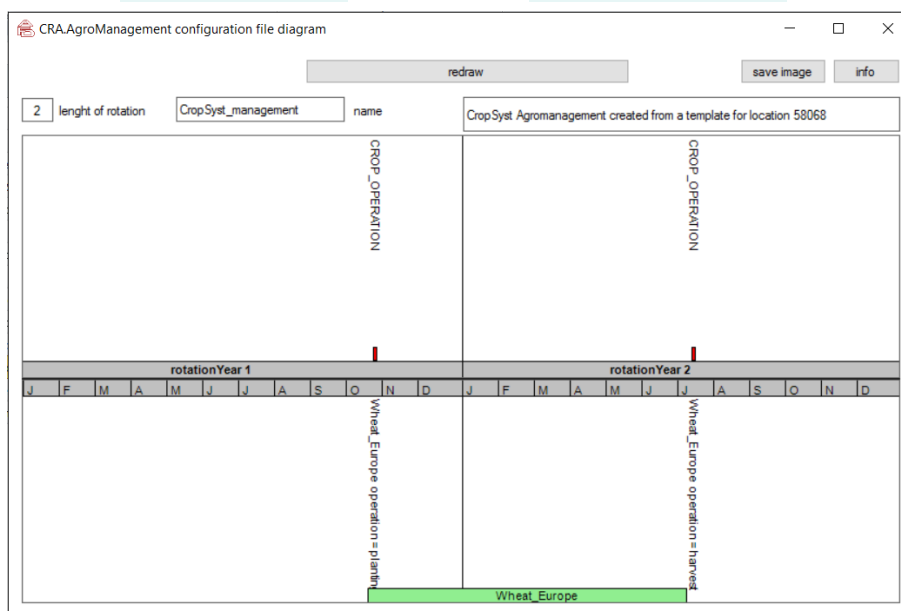 CRA.AgroManagement configuration file diagram
redraw
save image
info
2
lenght of rotation
CropSyst_management
name
CropSyst Agromanagement created from a template for location 58068
CROP_OPERATION
CROP_OPERATION
rotationYear 1
rotationYear 2
J F M A M J J A S O N D J F M A M J J A S O N D
Wheat_Europe operation=planting
Wheat_Europe operation=harvest
Wheat_Europe